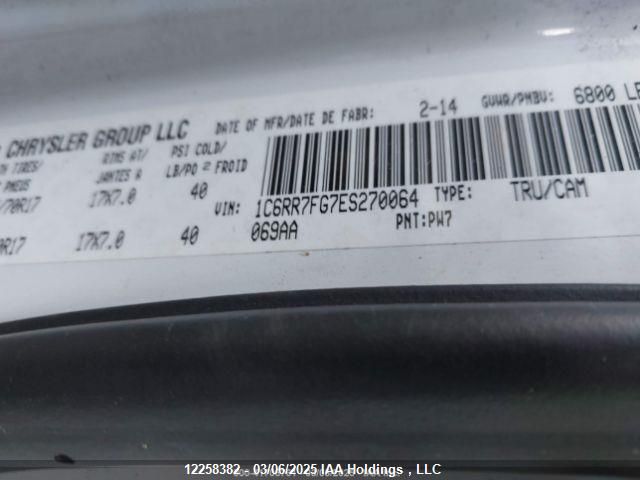 CHRYSLER GROUP LLC DATE OF MFR/DATE DE FABR: 2-14 GVWR/PNBV: 6800
TIRES/ RIMS AT/ PSI COLD/
PNEUS JANTES A LB/PO² FROID
/70R17 17X7.0 40
VIN: 1C6RR7FG7ES270064 TYPE: TRU/CAM
0R17 17X7.0 40 069AA PNT:PW7
12258382 - 03/06/2025 IAA Holdings , LLC